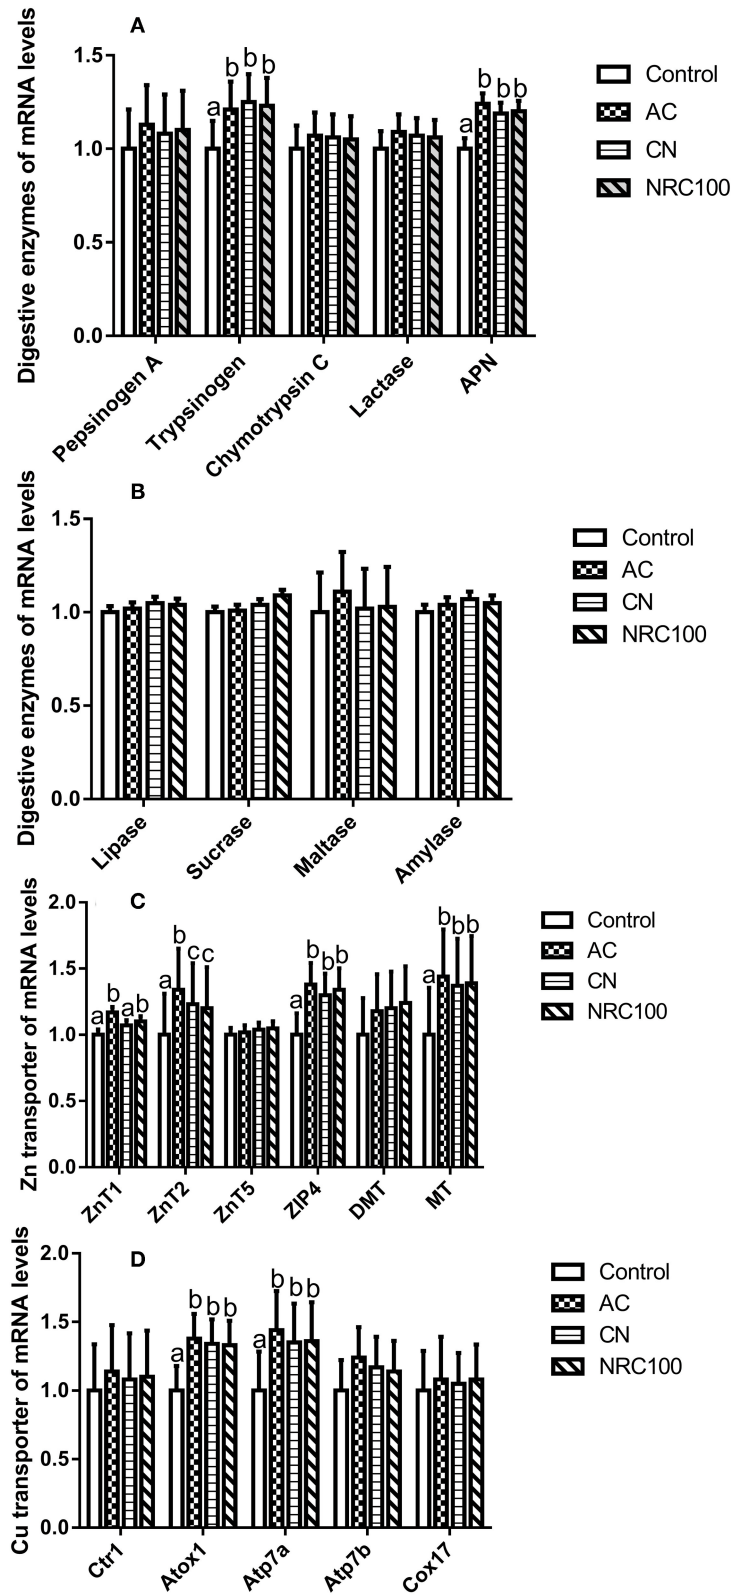 A
Digestive enzymes of mRNA levels
1.5
1.0
0.5
0.0
a b b b
a b b b
Pepsinogen A
Trypsinogen
Chymotrypsin C
Lactase
APN
Control
AC
CN
NRC100
B
Digestive enzymes of mRNA levels
1.5
1.0
0.5
0.0
Lipase
Sucrase
Maltase
Amylase
Control
AC
CN
NRC100
C
Zn transporter of mRNA levels
2.0
1.5
1.0
0.5
0.0
a b a b
a b c c
a b b b
a b b b
ZnT1
ZnT2
ZnT5
ZIP4
DMT
MT
Control
AC
CN
NRC100
D
Cu transporter of mRNA levels
2.0
1.5
1.0
0.5
0.0
a b b b
a b b b
Ctr1
Atox1
Atp7a
Atp7b
Cox17
Control
AC
CN
NRC100